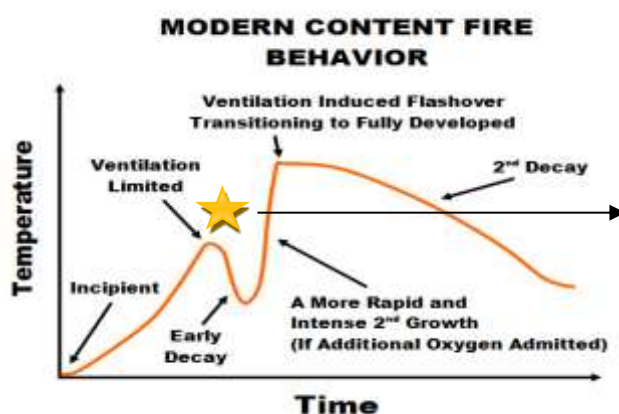 MODERN CONTENT FIRE
BEHAVIOR
Ventilation Induced Flashover
Transitioning to Fully Developed
Ventilation
Limited
2nd Decay
Temperature
Incipient
Early
Decay
A More Rapid and
Intense 2nd Growth
(If Additional Oxygen Admitted)
Time